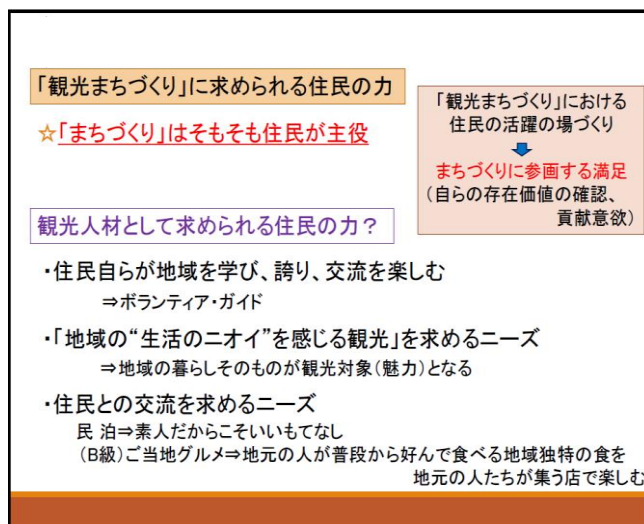 「観光まちづくり」に求められる住民の力
☆「まちづくり」はそもそも住民が主役
「観光まちづくり」における
住民の活躍の場づくり
まちづくりに参画する満足
(自らの存在価値の確認、
貢献意欲)
観光人材として求められる住民の力?
・住民自らが地域を学び、誇り、交流を楽しむ
⇒ボランティア・ガイド
・「地域の“生活のニオイ”を感じる観光」を求めるニーズ
⇒地域の暮らしそのものが観光対象(魅力)となる
・住民との交流を求めるニーズ
民 泊⇒素人だからこそいいもてなし
(B級)ご当地グルメ⇒地元の人が普段から好んで食べる地域独特の食を
地元の人たちが集う店で楽しむ